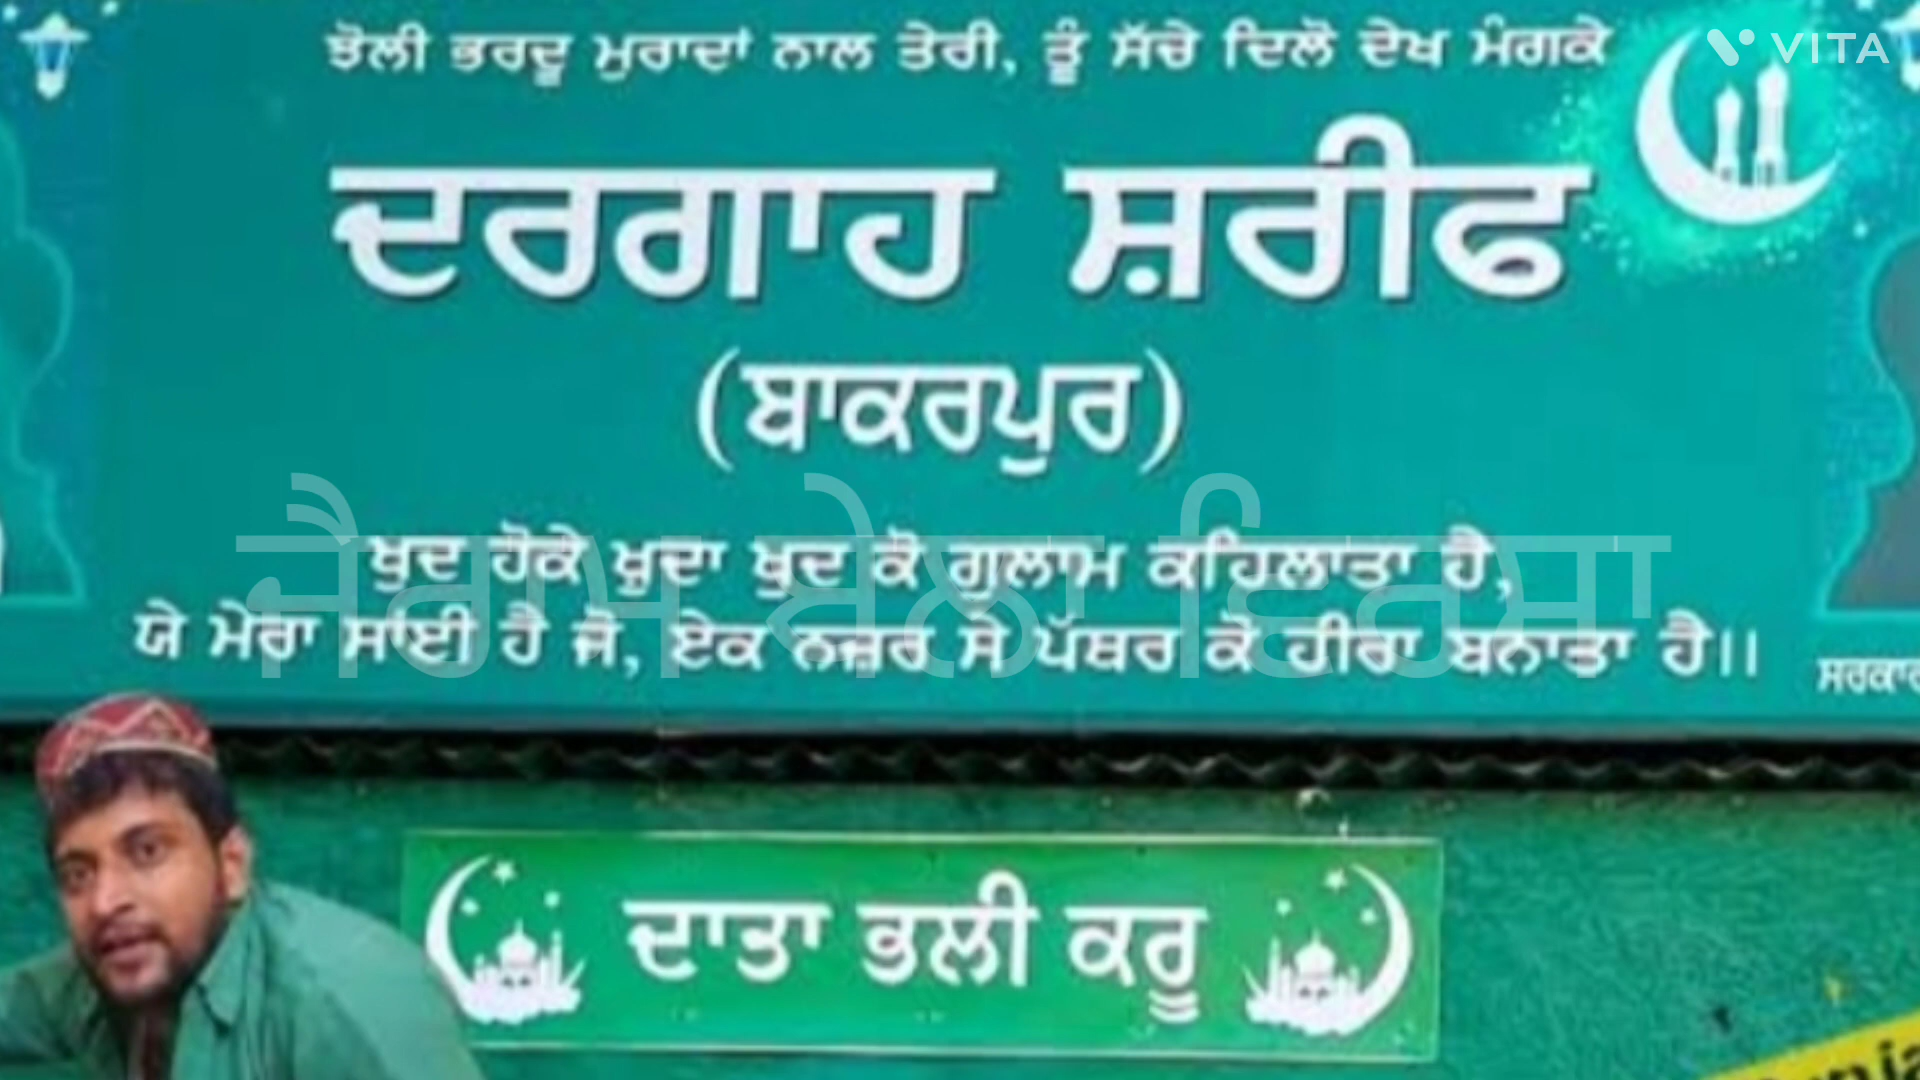 ਝੋਲੀ ਭਰਦੂ ਮੁਰਾਦਾਂ ਨਾਲ ਤੇਰੀ, ਤੂੰ ਸੱਚੇ ਦਿਲੋ ਦੇਖ ਮੰਗਕੇ
VITA
ਦਰਗਾਹ ਸ਼ਰੀਫ
(ਬਾਕਰਪੁਰ)
ਖੁਦ ਹੋਕੇ ਖੁਦਾ ਖੁਦ ਕੋ ਗੁਲਾਮ ਕਹਿਲਾਤਾ ਹੈ,
ਯੇ ਮੇਰਾ ਸਾਂਈ ਹੈ ਜੋ, ਏਕ ਨਜ਼ਰ ਸੇ ਪੱਥਰ ਕੋ ਹੀਰਾ ਬਨਾਤਾ ਹੈ।।
ਦਾਤਾ ਭਲੀ ਕਰੂ